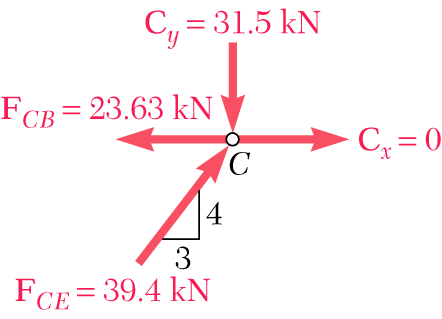 C_y = 31.5 kN
F_CB = 23.63 kN
C_x = 0
C
4
3
F_CE = 39.4 kN